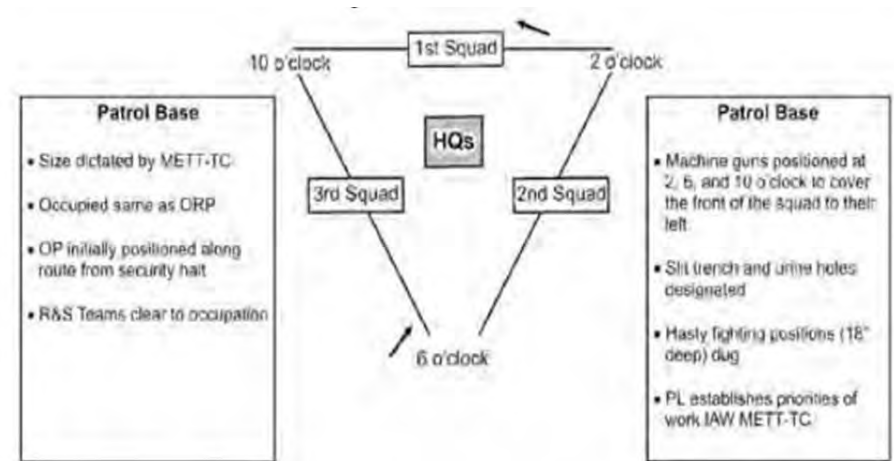 1st Squad
10 o'clock
2 o'clock
HQs
3rd Squad
2nd Squad
6 o'clock
Patrol Base
• Size dictated by METT-TC
• Occupied same as ORP
• OP initially positioned along
route from security halt
• R&S Teams clear to occupation
Patrol Base
• Machine guns positioned at
2, 6, and 10 o'clock to cover
the front of the squad to their
left
• Slit trench and urine holes
designated
• Hasty fighting positions (18"
deep) dug
• PL establishes priorities of
work IAW METT-TC